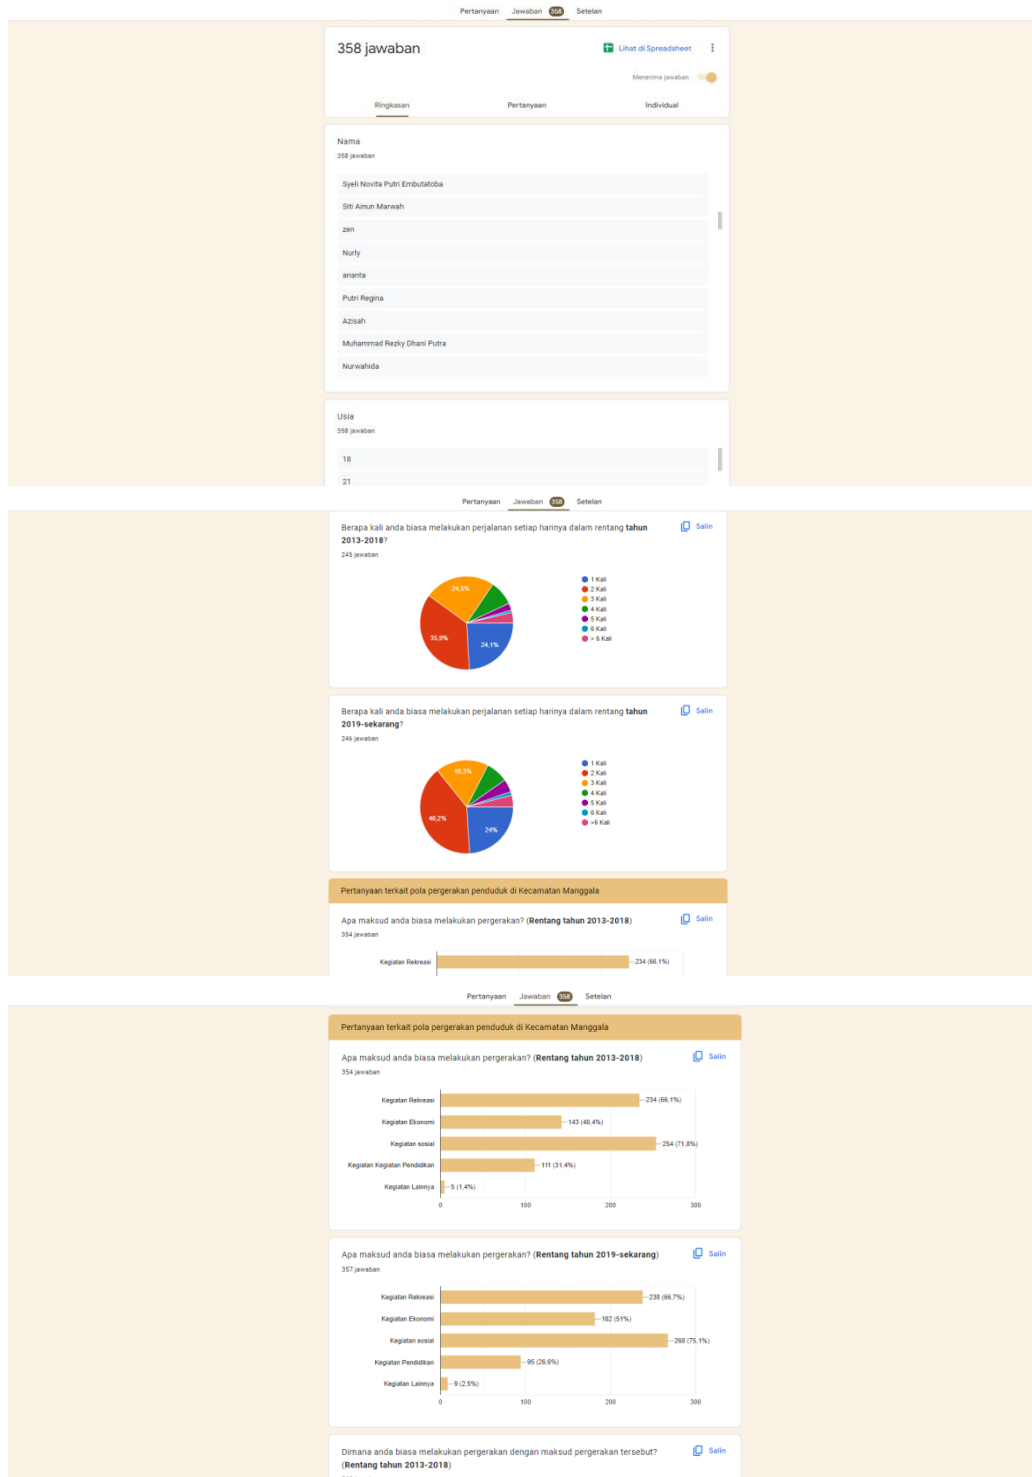 Pertanyaan Jawaban 358 Setelan
358 jawaban
Lihat di Spreadsheet
Menerima jawaban
Ringkasan Pertanyaan Individual
Nama
358 jawaban
Syeli Novita Putri Embutatoba
Siti Ainun Marwah
zen
Nurly
ananta
Putri Regina
Azisah
Muhammad Rezky Dhani Putra
Nurwahida
Usia
358 jawaban
18
21
Pertanyaan Jawaban 358 Setelan
Berapa kali anda biasa melakukan perjalanan setiap harinya dalam rentang tahun
2013-2018?
Salin
245 jawaban
24,5%
35,9%
24,1%
1 Kali
2 Kali
3 Kali
4 Kali
5 Kali
6 Kali
> 6 Kali
Berapa kali anda biasa melakukan perjalanan setiap harinya dalam rentang tahun
2019-sekarang?
Salin
246 jawaban
18,3%
40,2%
24%
1 Kali
2 Kali
3 Kali
4 Kali
5 Kali
6 Kali
>6 Kali
Pertanyaan terkait pola pergerakan penduduk di Kecamatan Manggala
Apa maksud anda biasa melakukan pergerakan? (Rentang tahun 2013-2018)
Salin
354 jawaban
Kegiatan Rekreasi 234 (66,1%)
Pertanyaan Jawaban 358 Setelan
Pertanyaan terkait pola pergerakan penduduk di Kecamatan Manggala
Apa maksud anda biasa melakukan pergerakan? (Rentang tahun 2013-2018)
Salin
354 jawaban
Kegiatan Rekreasi 234 (66,1%)
Kegiatan Ekonomi 143 (40,4%)
Kegiatan sosial 254 (71,8%)
Kegiatan Kegiatan Pendidikan 111 (31,4%)
Kegiatan Lainnya 5 (1,4%)
0 100 200 300
Apa maksud anda biasa melakukan pergerakan? (Rentang tahun 2019-sekarang)
Salin
357 jawaban
Kegiatan Rekreasi 238 (66,7%)
Kegiatan Ekonomi 182 (51%)
Kegiatan sosial 268 (75,1%)
Kegiatan Pendidikan 95 (26,6%)
Kegiatan Lainnya 9 (2,5%)
0 100 200 300
Dimana anda biasa melakukan pergerakan dengan maksud pergerakan tersebut?
(Rentang tahun 2013-2018)
Salin